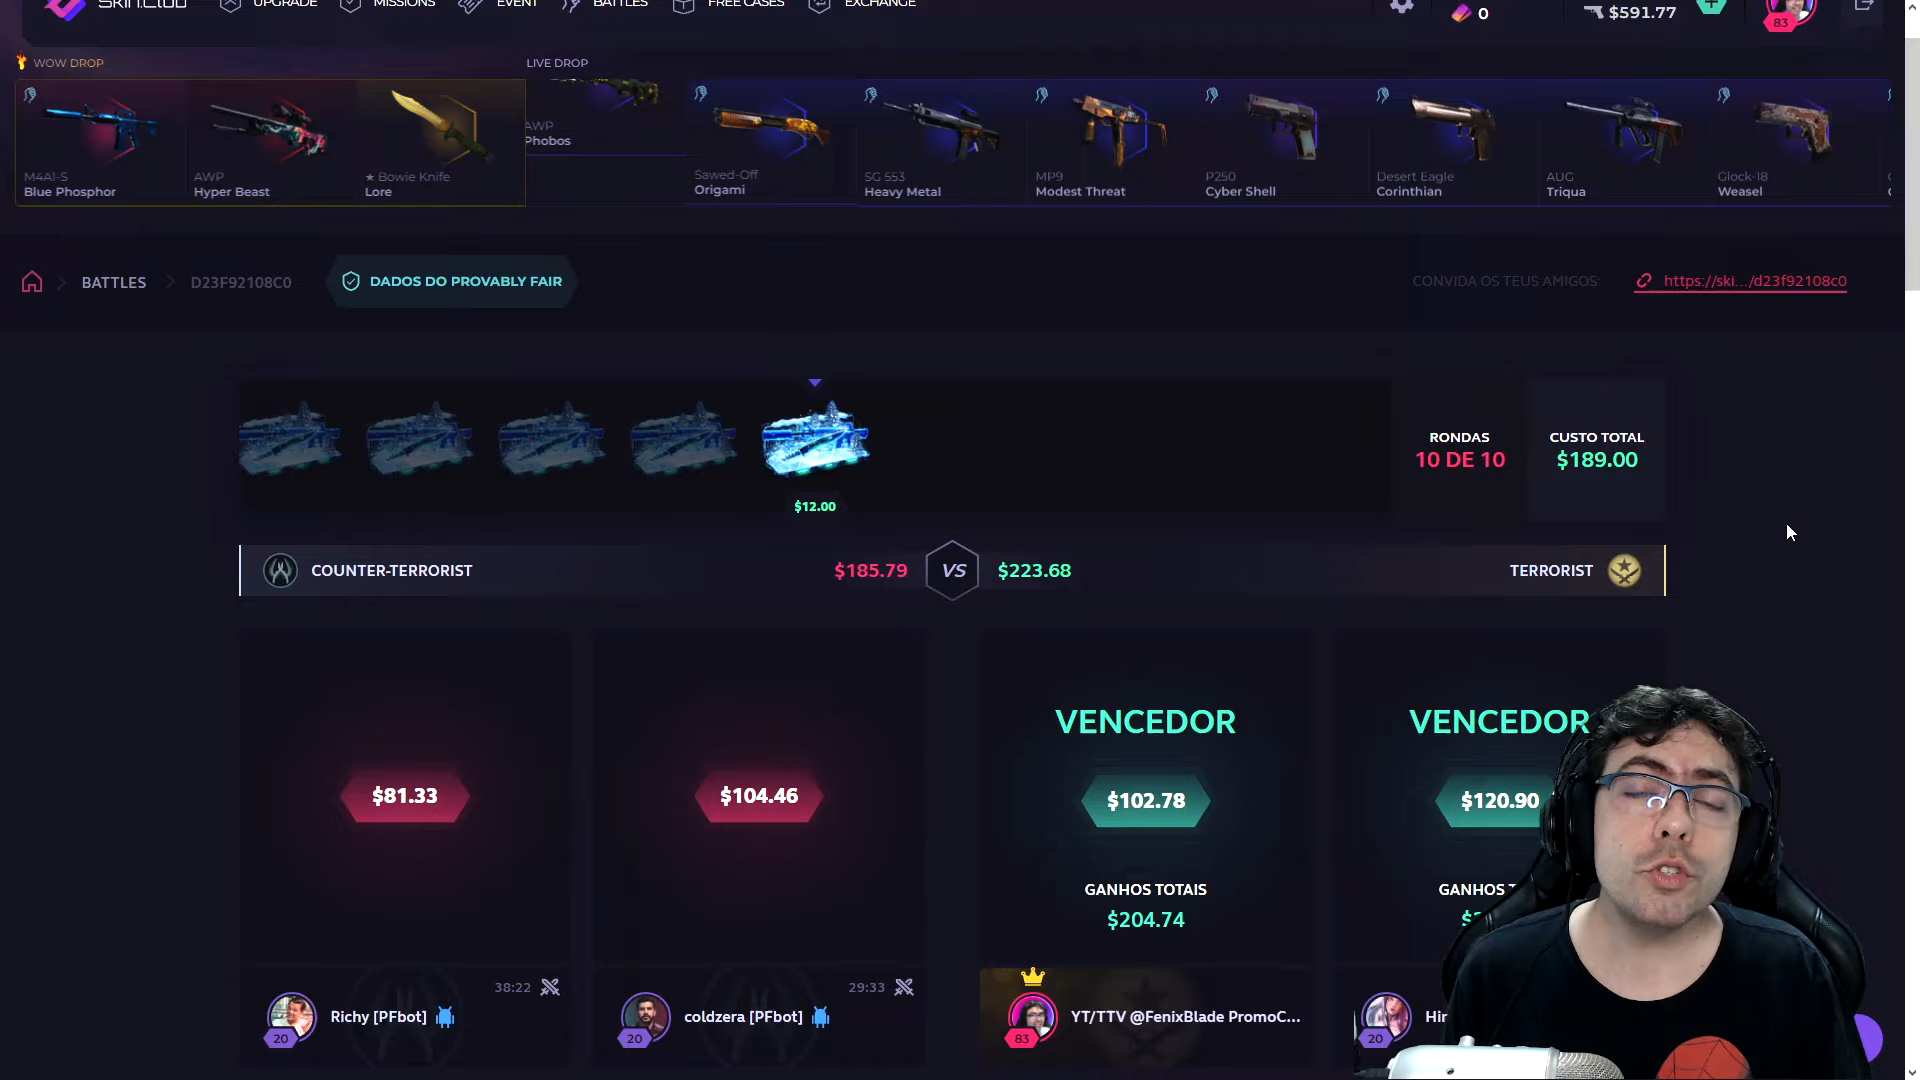 SKIN.CLUB
UPGRADE
MISSIONS
EVENT
BATTLES
FREE CASES
EXCHANGE
0
$591.77
83
WOW DROP
LIVE DROP
M4A1-S
Blue Phosphor
AWP
Hyper Beast
★ Bowie Knife
Lore
AWP
Phobos
Sawed-Off
Origami
SG 553
Heavy Metal
MP9
Modest Threat
P250
Cyber Shell
Desert Eagle
Corinthian
AUG
Triqua
Glock-18
Weasel
BATTLES
D23F92108C0
DADOS DO PROVABLY FAIR
CONVIDA OS TEUS AMIGOS:
https://ski.../d23f92108c0
$12.00
RONDAS
10 DE 10
CUSTO TOTAL
$189.00
COUNTER-TERRORIST
$185.79
VS
$223.68
TERRORIST
$81.33
$104.46
VENCEDOR
$102.78
GANHOS TOTAIS
$204.74
VENCEDOR
$120.90
GANHOS
38:22
Richy [PFbot]
20
29:33
coldzera [PFbot]
20
YT/TTV @FenixBlade PromoC...
83
20